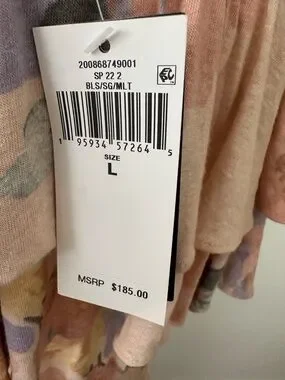 200868749001
SP 22 2
BLS/SG/MLT
1 95934 57264 5
SIZE
L
MSRP $185.00